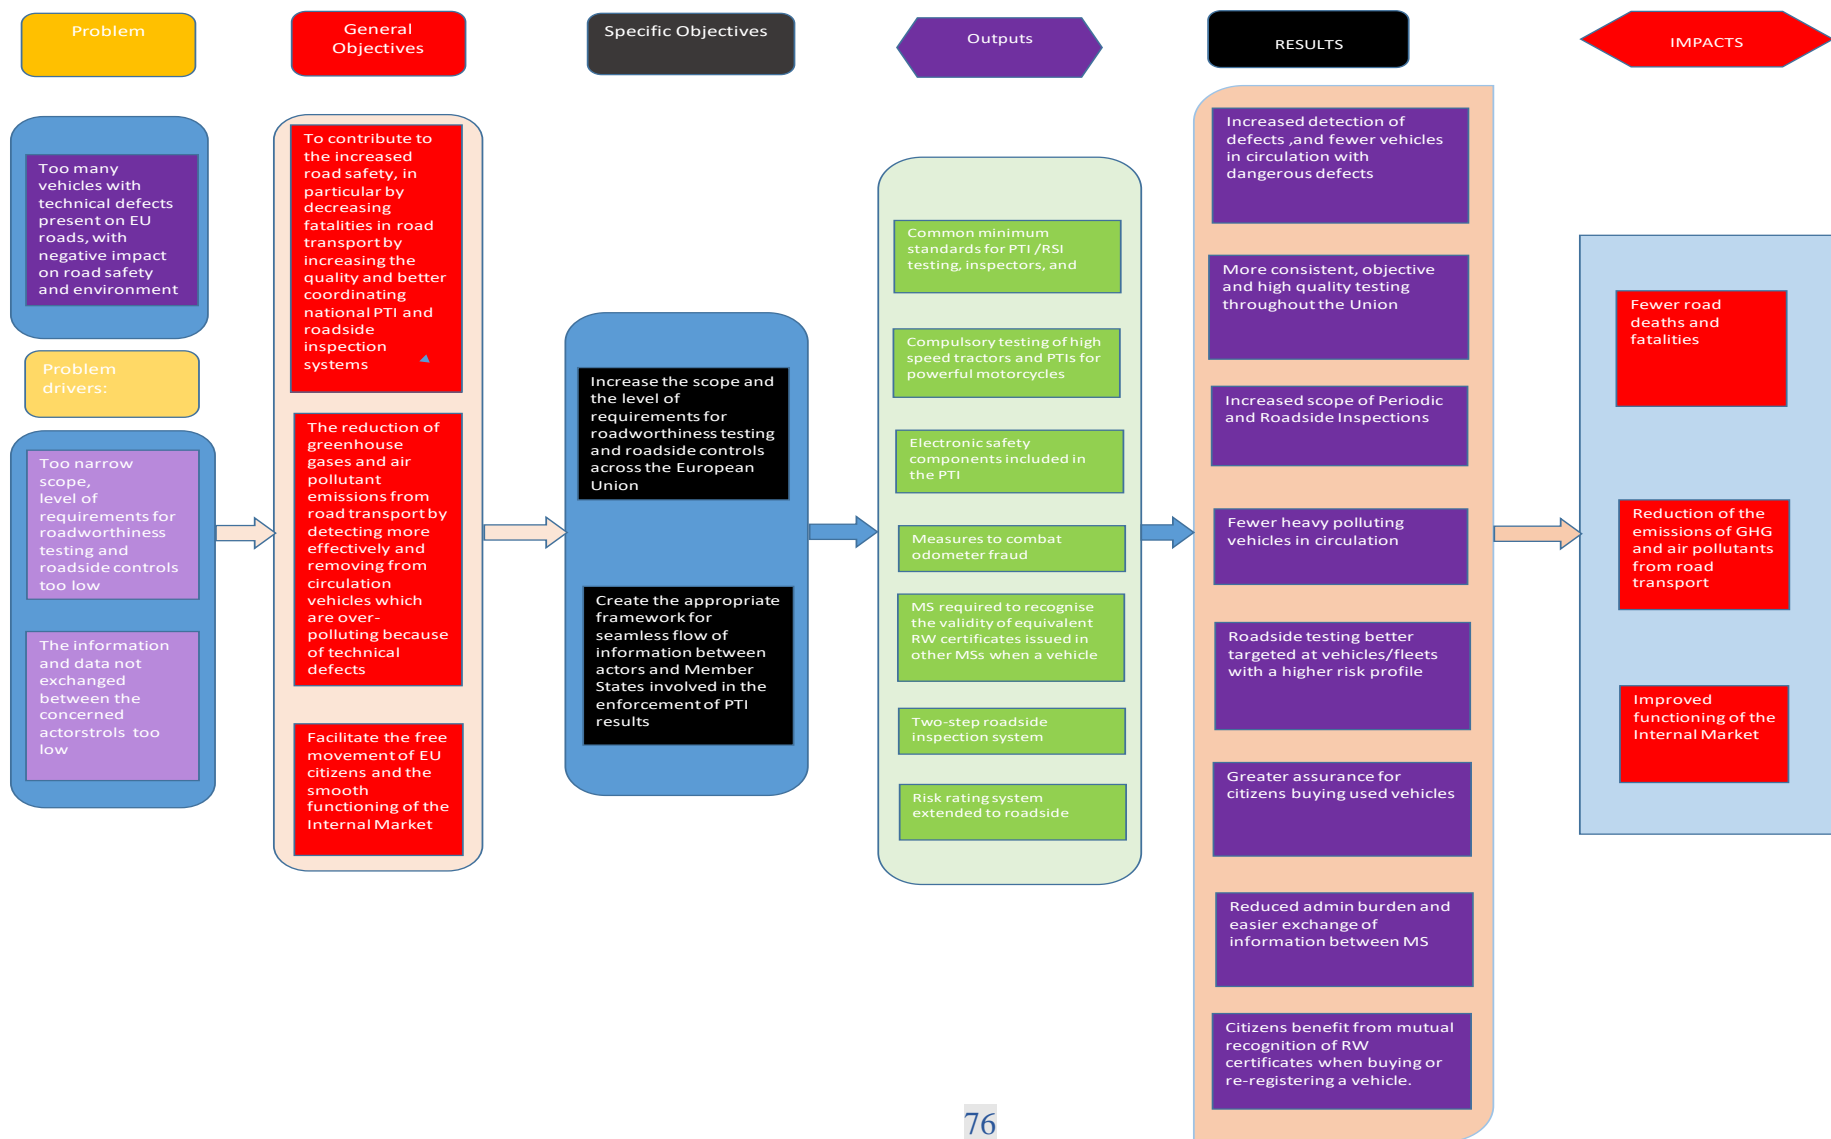 Problem
General
Objectives
Specific Objectives
Outputs
RESULTS
IMPACTS
Too many
vehicles with
technical defects
present on EU
roads, with
negative impact
on road safety
and environment
Problem
drivers:
Too narrow
scope,
level of
requirements for
roadworthiness
testing and
roadside controls
too low
The information
and data not
exchanged
between the
concerned
actorstrols too
low
To contribute to
the increased
road safety, in
particular by
decreasing
fatalities in road
transport by
increasing the
quality and better
coordinating
national PTI and
roadside
inspection
systems
The reduction of
greenhouse
gases and air
pollutant
emissions from
road transport by
detecting more
effectively and
removing from
circulation
vehicles which
are over-
polluting because
of technical
defects
Facilitate the free
movement of EU
citizens and the
smooth
functioning of the
Internal Market
Increase the scope and
the level of
requirements for
roadworthiness testing
and roadside controls
across the European
Union
Create the appropriate
framework for
seamless flow of
information between
actors and Member
States involved in the
enforcement of PTI
results
Common minimum
standards for PTI /RSI
testing, inspectors, and
Compulsory testing of high
speed tractors and PTIs for
powerful motorcycles
Electronic safety
components included in
the PTI
Measures to combat
odometer fraud
MS required to recognise
the validity of equivalent
RW certificates issued in
other MSs when a vehicle
Two-step roadside
inspection system
Risk rating system
extended to roadside
Increased detection of
defects ,and fewer vehicles
in circulation with
dangerous defects
More consistent, objective
and high quality testing
throughout the Union
Increased scope of Periodic
and Roadside Inspections
Fewer heavy polluting
vehicles in circulation
Roadside testing better
targeted at vehicles/fleets
with a higher risk profile
Greater assurance for
citizens buying used vehicles
Reduced admin burden and
easier exchange of
information between MS
Citizens benefit from mutual
recognition of RW
certificates when buying or
re-registering a vehicle.
Fewer road
deaths and
fatalities
Reduction of the
emissions of GHG
and air pollutants
from road
transport
Improved
functioning of the
Internal Market
76